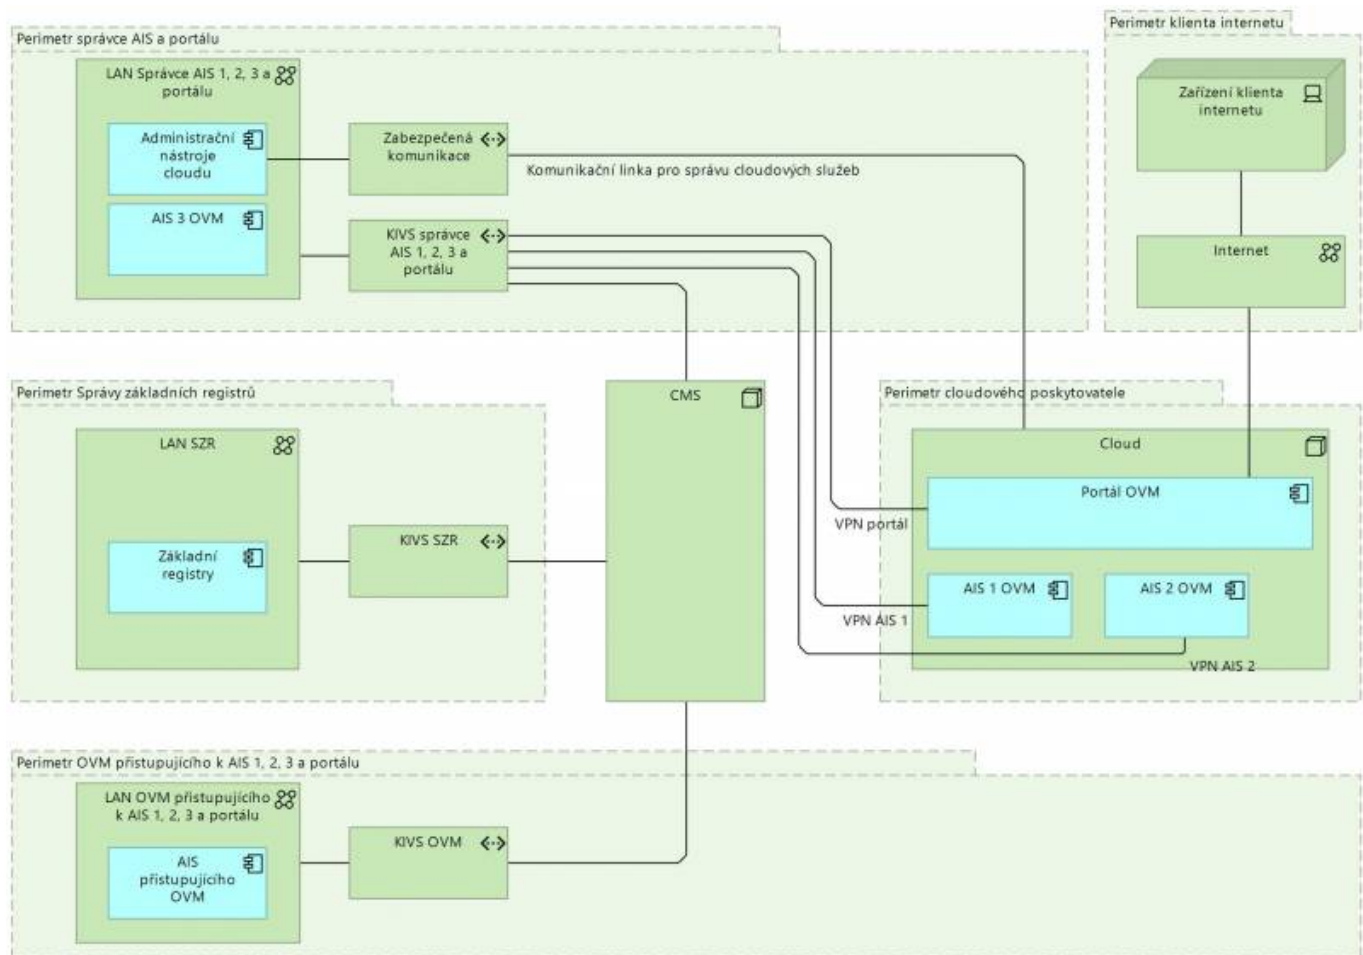 Perimetr správce AIS a portálu
LAN Správce AIS 1, 2, 3 a
portálu
Administrační
nástroje
cloudu
AIS 3 OVM
Zabezpečená
komunikace
Komunikační linka pro správu cloudových služeb
KIVS správce
AIS 1, 2, 3 a
portálu
Perimetr klienta internetu
Zařízení klienta
internetu
Internet
Perimetr Správy základních registrů
LAN SZR
Základní
registry
KIVS SZR
CMS
Perimetr cloudového poskytovatele
Cloud
Portál OVM
VPN portál
AIS 1 OVM
AIS 2 OVM
VPN AIS 1
VPN AIS 2
Perimetr OVM přistupujícího k AIS 1, 2, 3 a portálu
LAN OVM přistupujícího
k AIS 1, 2, 3 a portálu
AIS
přistupujícího
OVM
KIVS OVM